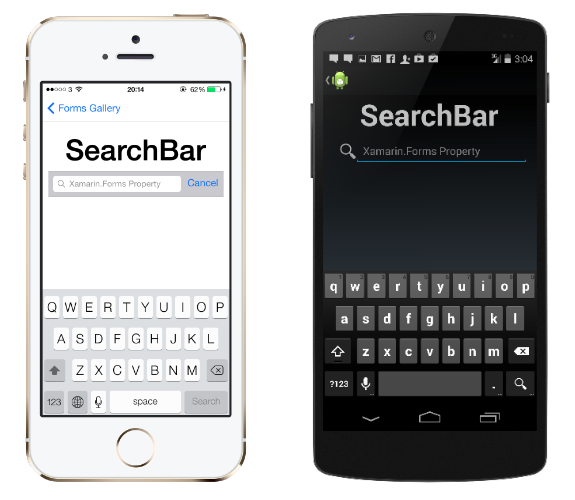 3 20:14 62%
Forms Gallery
SearchBar
Xamarin.Forms Property Cancel
Q W E R T Y U I O P
A S D F G H J K L
Z X C V B N M
123 space Search
3:04
SearchBar
Xamarin.Forms Property
q w e r t y u i o p
a s d f g h j k l
z x c v b n m
?123 .